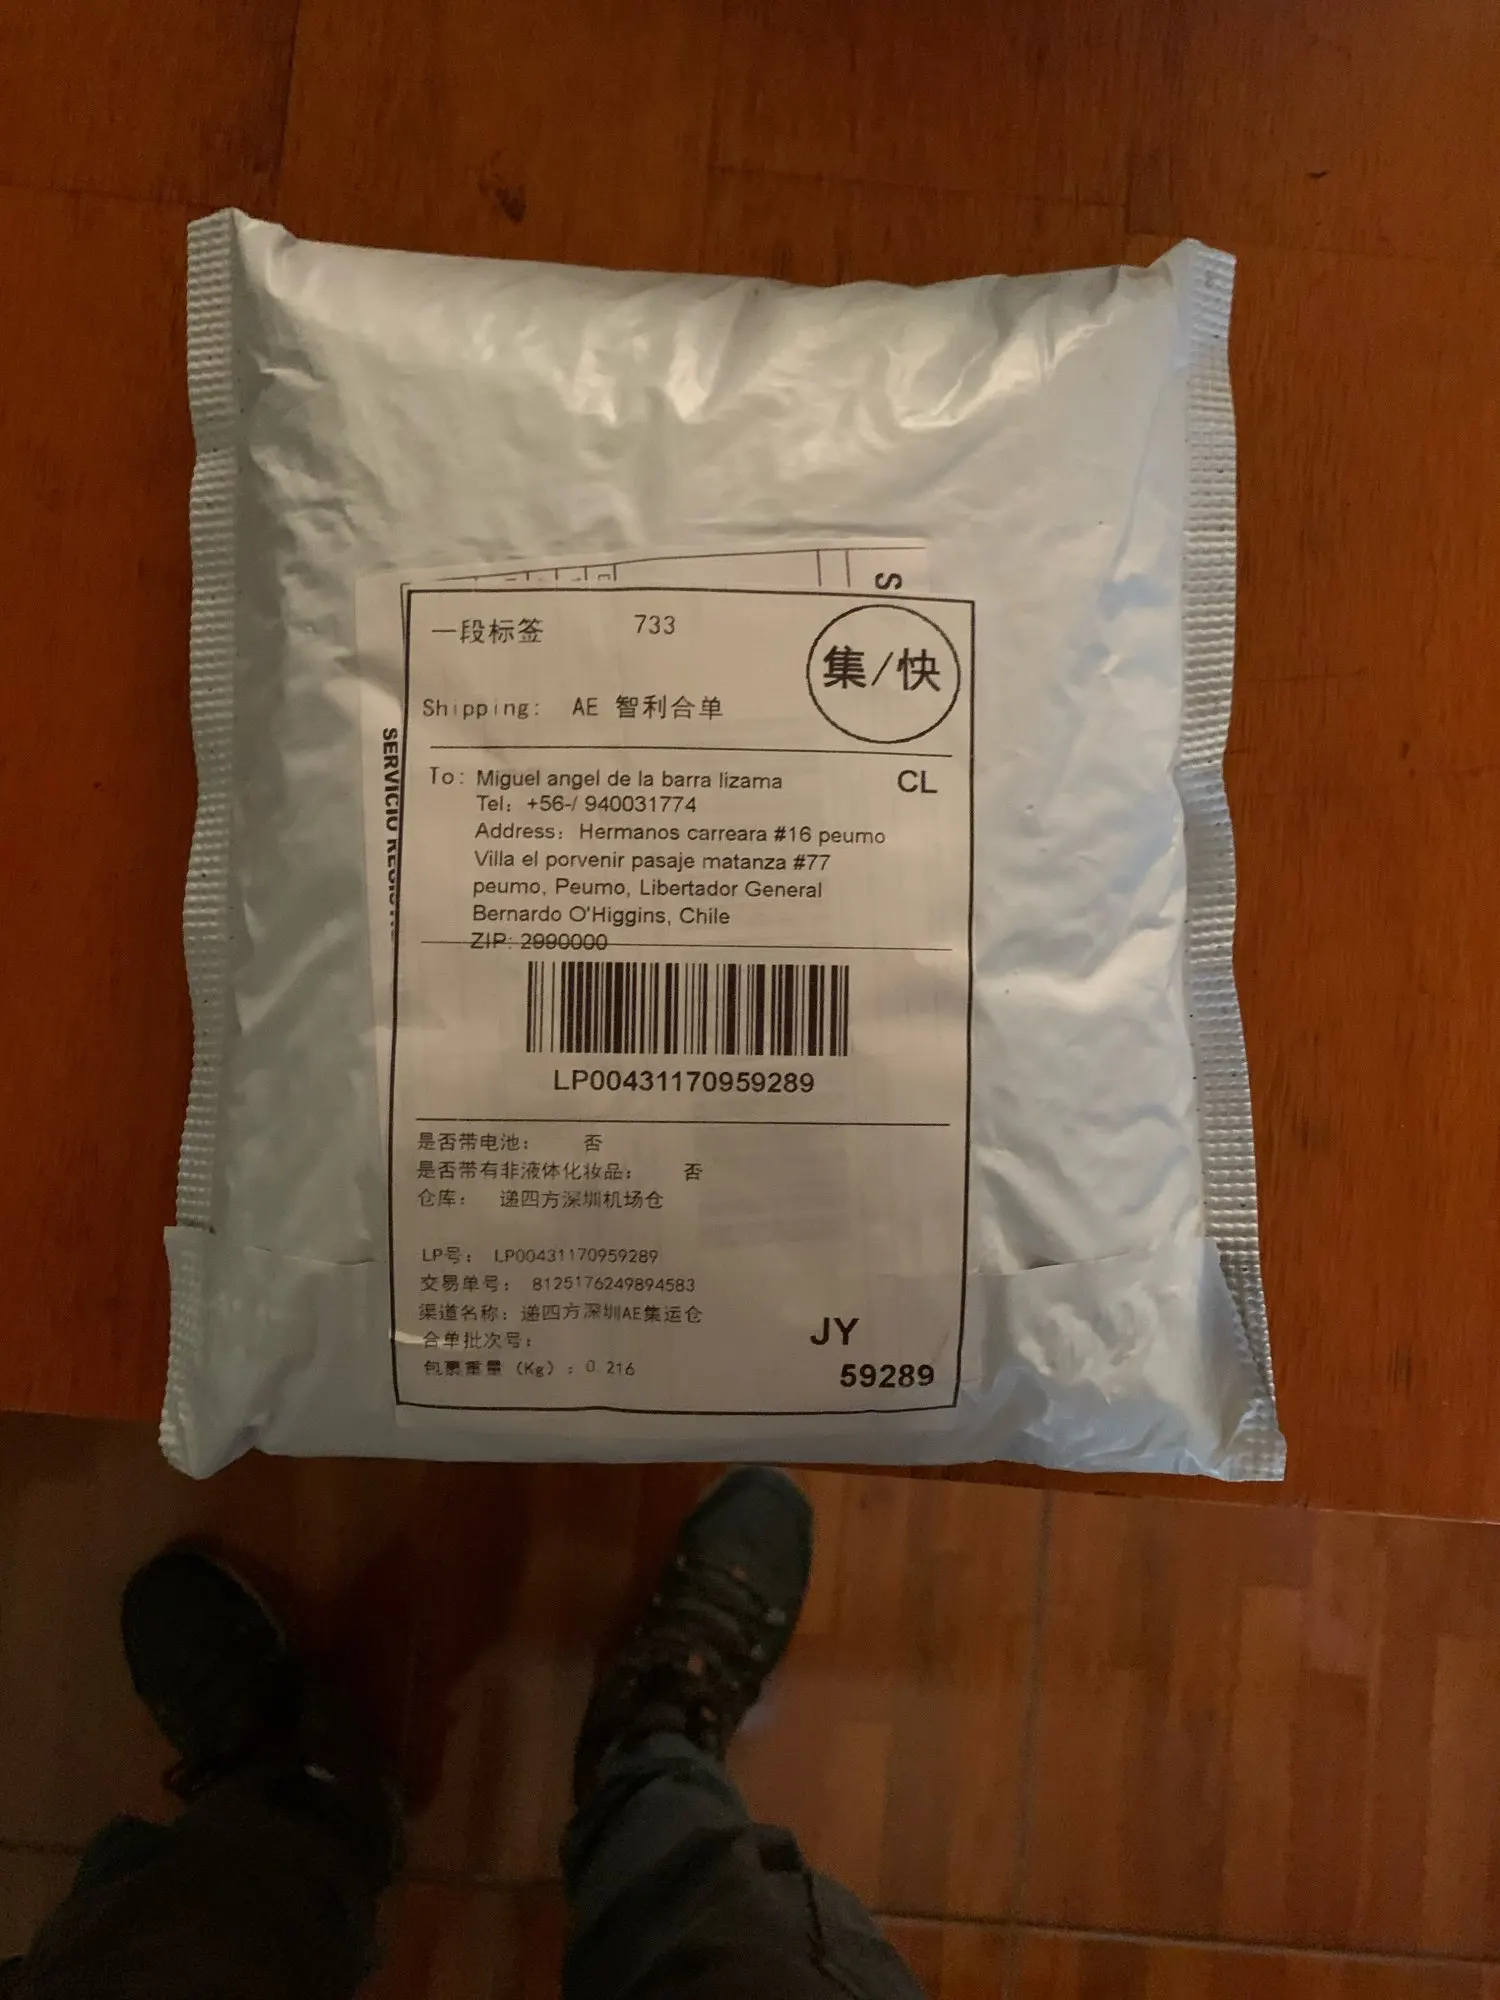 S
一段标签 733
集/快
Shipping: AE 智利合单
To: Miguel angel de la barra lizama
CL
Tel: +56-/ 940031774
Address: Hermanos carreara #16 peumo
Villa el porvenir pasaje matanza #77
peumo, Peumo, Libertador General
Bernardo O'Higgins, Chile
ZIP: 2990000
SERVICIO
LP00431170959289
是否带电池: 否
是否带有非液体化妆品: 否
仓库: 递四方深圳机场仓
LP号: LP00431170959289
交易单号: 8125176249894583
渠道名称: 递四方深圳AE集运仓
合单批次号:
包裹重量 (Kg) : 0.216
JY
59289